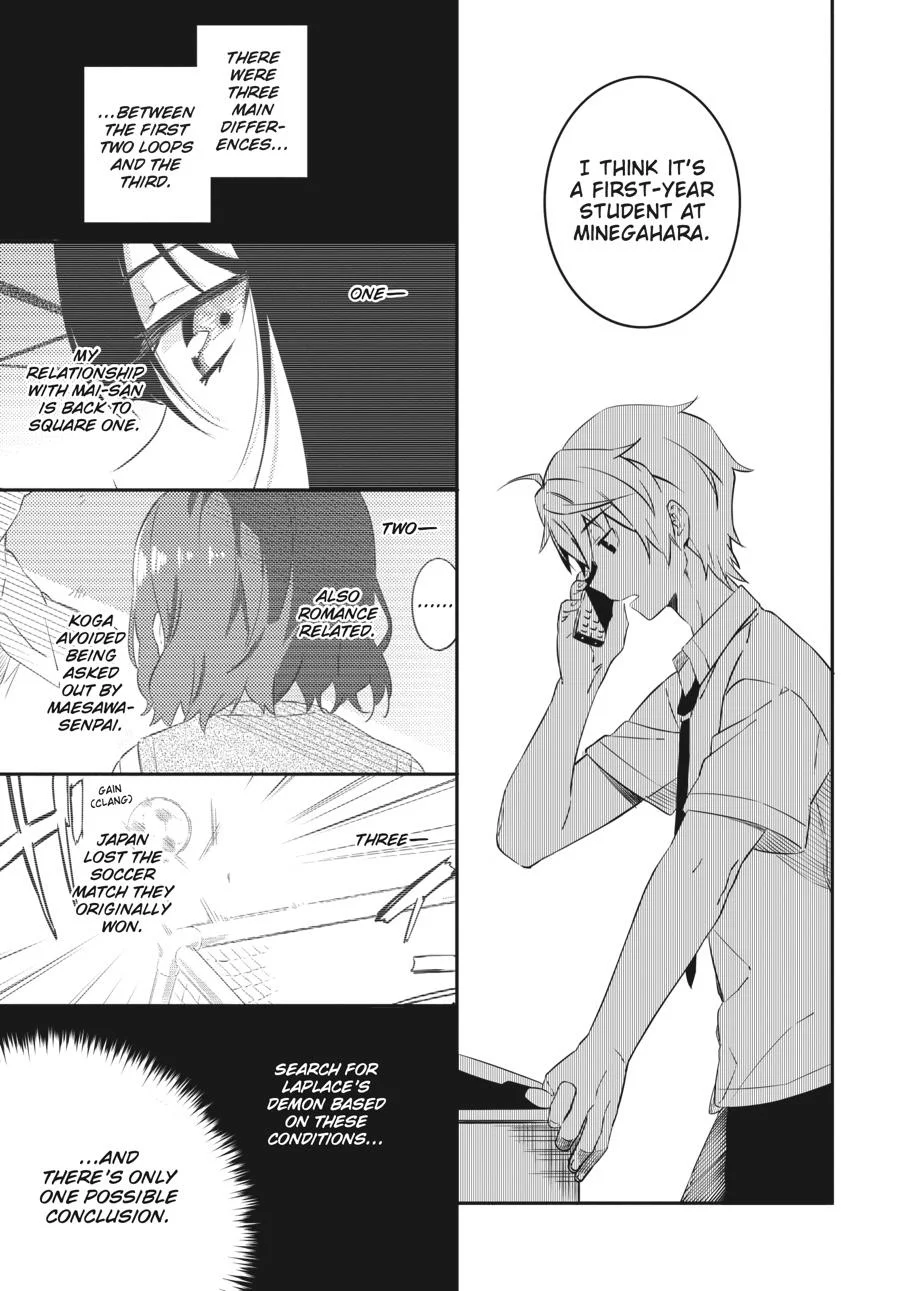 I THINK IT'S
A FIRST-YEAR
STUDENT AT
MINEGAHARA.
THERE
WERE
THREE
MAIN
DIFFER-
ENCES...
...BETWEEN
THE FIRST
TWO LOOPS
AND THE
THIRD.
ONE—
MY
RELATIONSHIP
WITH MAI-SAN
IS BACK TO
SQUARE ONE.
TWO—
......
ALSO
ROMANCE
RELATED.
KOGA
AVOIDED
BEING
ASKED
OUT BY
MAESAWA-
SENPAI.
THREE—
GAIN
(CLANG)
JAPAN
LOST THE
SOCCER
MATCH THEY
ORIGINALLY
WON.
SEARCH FOR
LAPLACE'S
DEMON BASED
ON THESE
CONDITIONS...
...AND
THERE'S ONLY
ONE POSSIBLE
CONCLUSION.